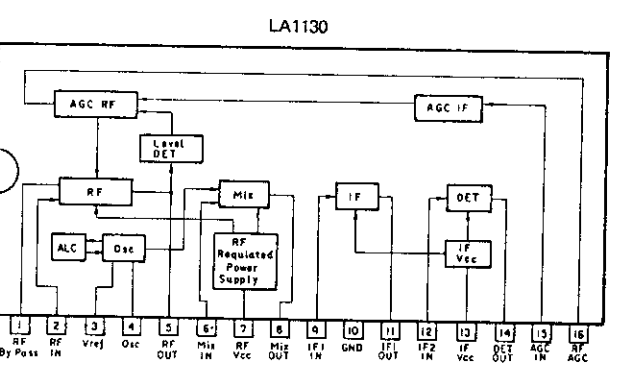 LA1130
AGC RF
AGC IF
Level
DET
RF
Mix
IF
DET
ALC
Osc
RF
Regulated
Power
Supply
IF
Vcc
1 2 3 4 5 6 7 8 9 10 11 12 13 14 15 16
RF
By Pass
RF
IN
Vref
Osc
RF
OUT
Mix
IN
RF
Vcc
Mix
OUT
IF1
IN
GND
IF1
OUT
IF2
IN
IF
Vcc
DET
OUT
AGC
IN
RF
AGC